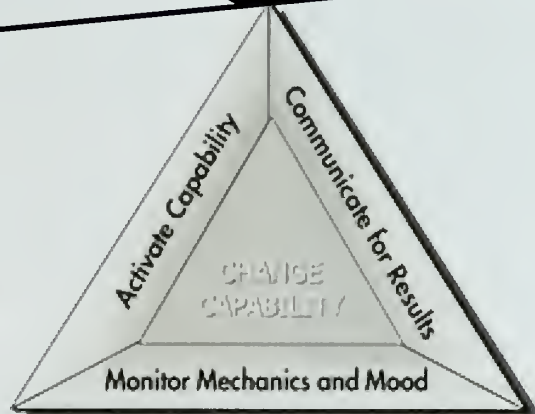 Activate Capability
Communicate for Results
CHANGE
CAPABILITY
Monitor Mechanics and Mood